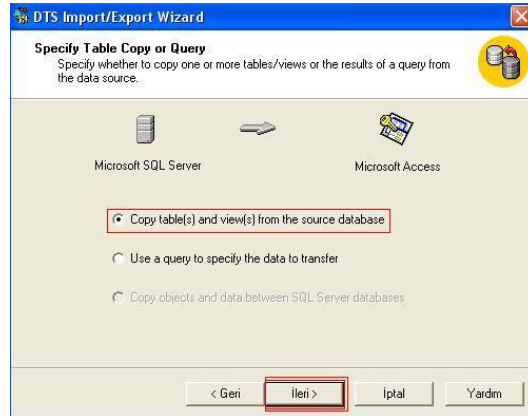 DTS Import/Export Wizard
Specify Table Copy or Query
Specify whether to copy one or more tables/views or the results of a query from
the data source.
Microsoft SQL Server
Microsoft Access
Copy table(s) and view(s) from the source database
Use a query to specify the data to transfer
Copy objects and data between SQL Server databases
< Geri
İleri >
İptal
Yardım